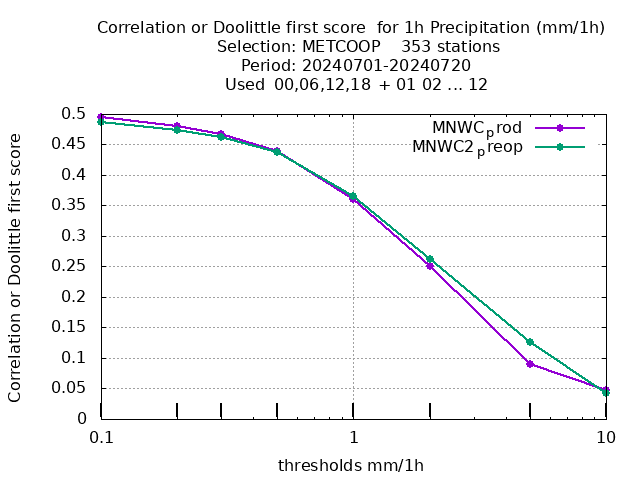 Correlation or Doolittle first score  for 1h Precipitation (mm/1h)
Selection: METCOOP    353 stations
Period: 20240701-20240720
Used  00,06,12,18 + 01 02 ... 12
MNWCprod
MNWC2preop
Correlation or Doolittle first score
0.5
0.45
0.4
0.35
0.3
0.25
0.2
0.15
0.1
0.05
0
0.1 1 10
thresholds mm/1h